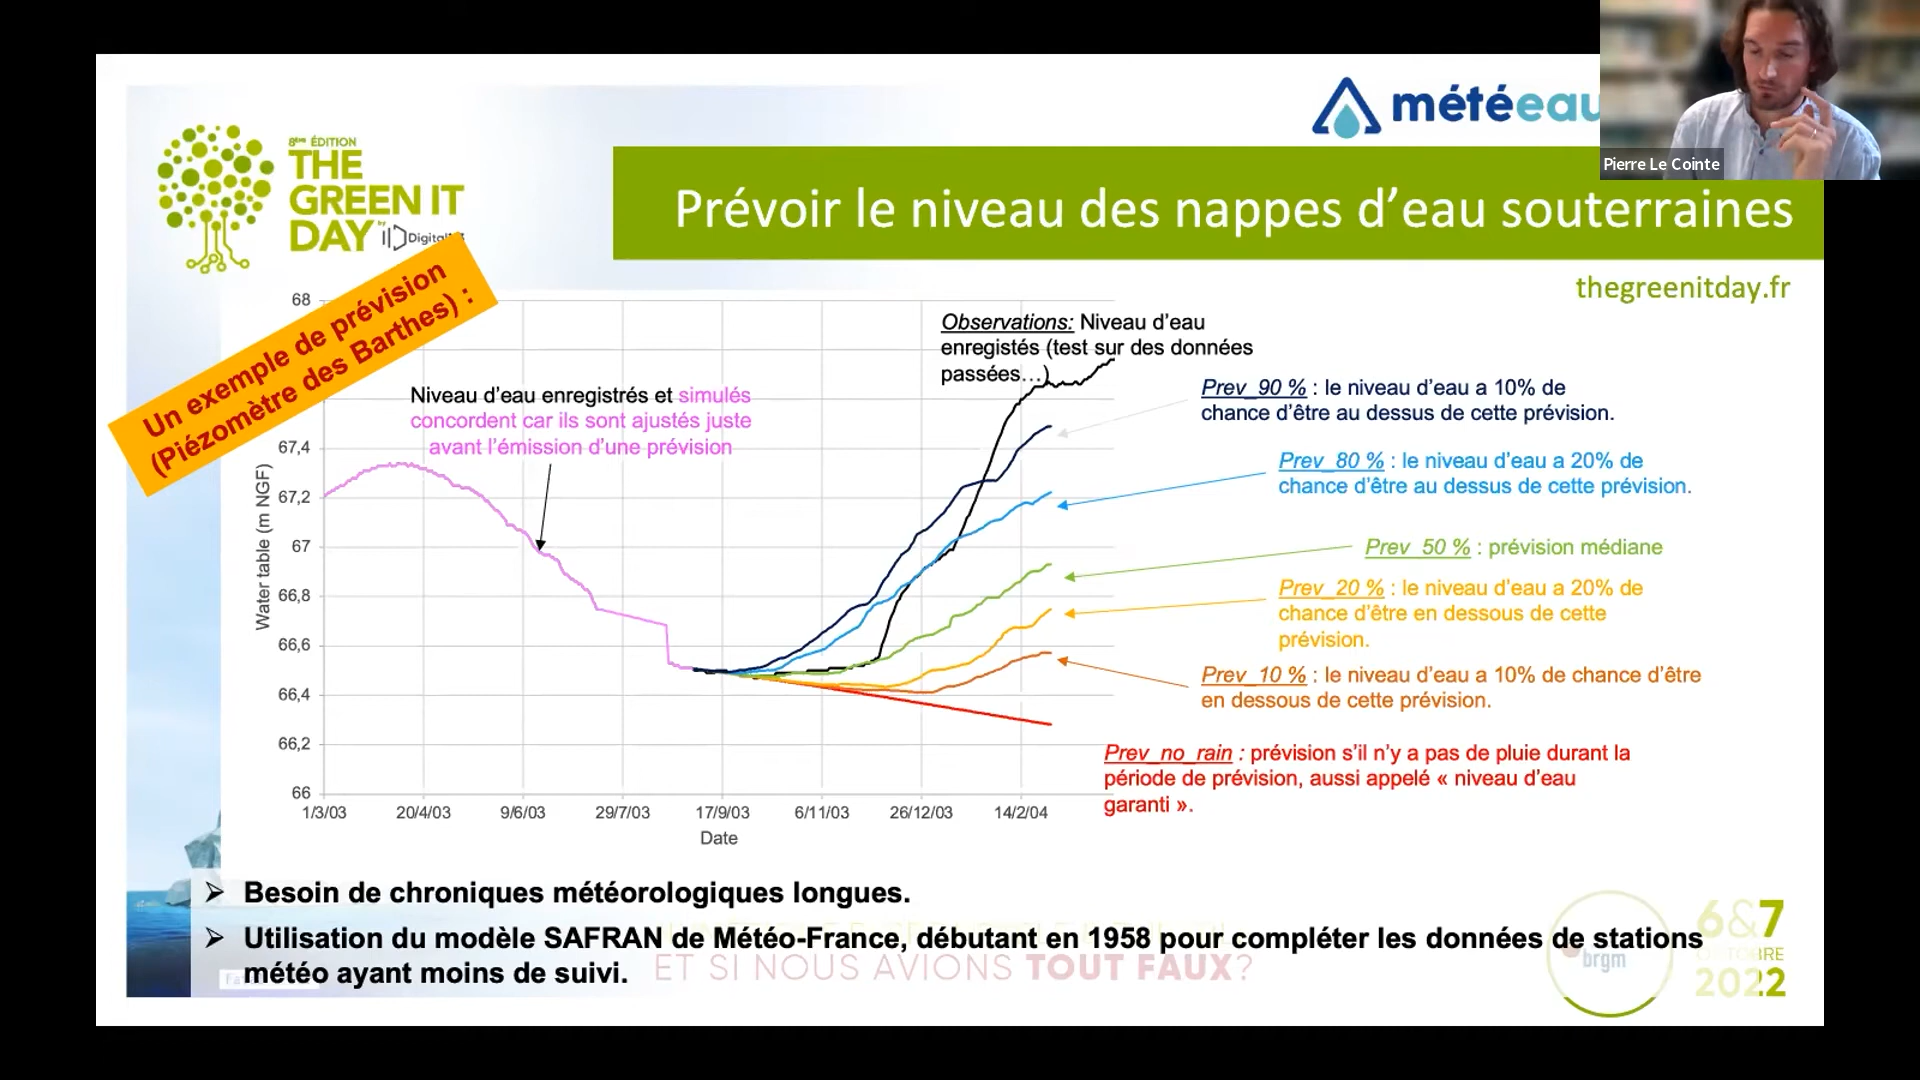 Pierre Le Cointe
météeau
8ème ÉDITION
THE
GREEN IT
DAY
by
Prévoir le niveau des nappes d’eau souterraines
thegreenitday.fr
Un exemple de prévision
(Piézomètre des Barthes) :
Observations: Niveau d’eau
enregistés (test sur des données
passées…)
Niveau d’eau enregistrés et simulés
concordent car ils sont ajustés juste
avant l’émission d’une prévision
Prev_90 % : le niveau d’eau a 10% de
chance d’être au dessus de cette prévision.
Prev_80 % : le niveau d’eau a 20% de
chance d’être au dessus de cette prévision.
Prev_50 % : prévision médiane
Prev_20 % : le niveau d’eau a 20% de
chance d’être en dessous de cette
prévision.
Prev_10 % : le niveau d’eau a 10% de chance d’être
en dessous de cette prévision.
Prev_no_rain : prévision s’il n’y a pas de pluie durant la
période de prévision, aussi appelé « niveau d’eau
garanti ».
Water table (m NGF)
68
67,4
67,2
67
66,8
66,6
66,4
66,2
66
1/3/03 20/4/03 9/6/03 29/7/03 17/9/03 6/11/03 26/12/03 14/2/04
Date
➢ Besoin de chroniques météorologiques longues.
➢ Utilisation du modèle SAFRAN de Météo-France, débutant en 1958 pour compléter les données de stations
météo ayant moins de suivi.
ET SI NOUS AVIONS TOUT FAUX?
brgm
6&7
OCTOBRE
2022